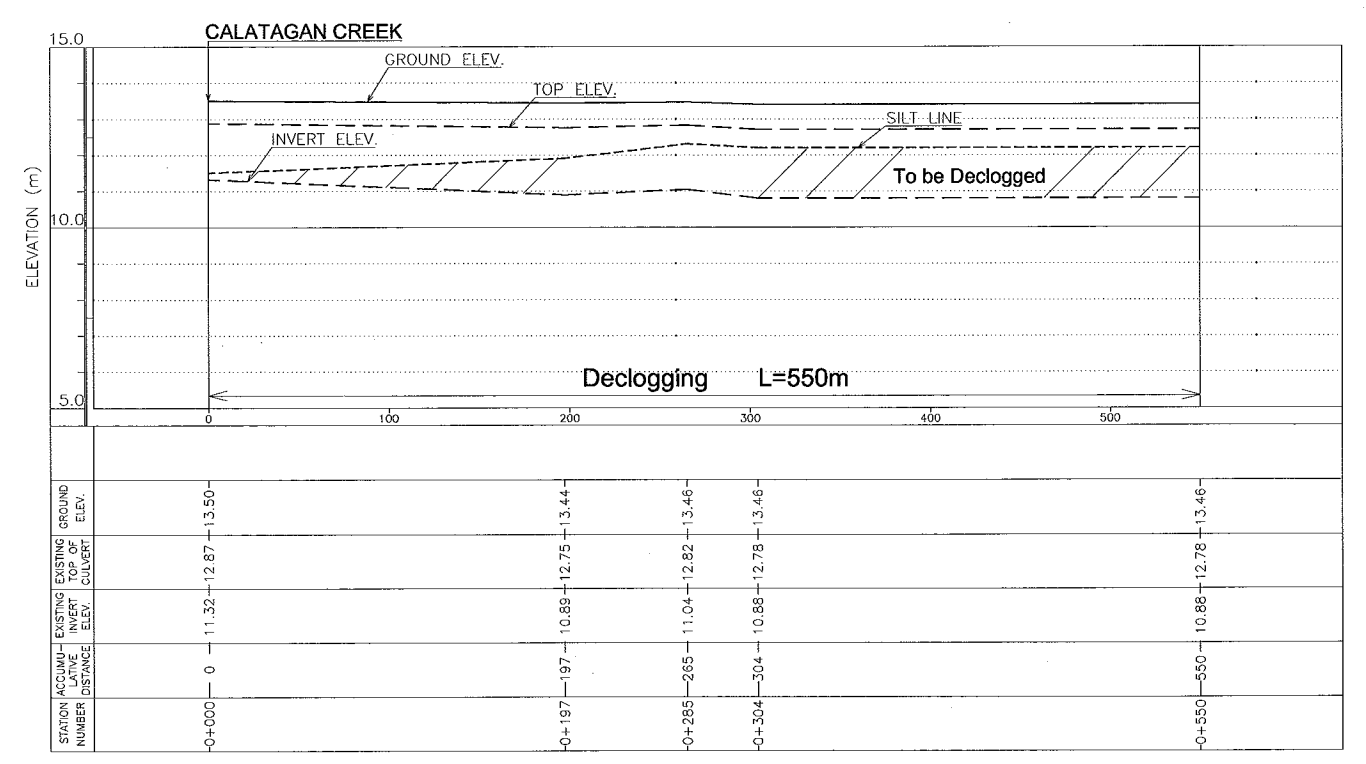 CALATAGAN CREEK
15.0
GROUND ELEV.
TOP ELEV.
SILT LINE
INVERT ELEV.
To be Declogged
ELEVATION (m)
10.0
Declogging L=550m
5.0
0 100 200 300 400 500
GROUND
ELEV.
13.50 13.44 13.46 13.46 13.46
EXISTING
TOP OF
CULVERT
12.87 12.75 12.82 12.78 12.78
EXISTING
INVERT
ELEV.
11.32 10.89 11.04 10.88 10.88
ACCUMU-
LATIVE
DISTANCE
0 197 265 304 550
STATION
NUMBER
0+000 0+197 0+285 0+304 0+550